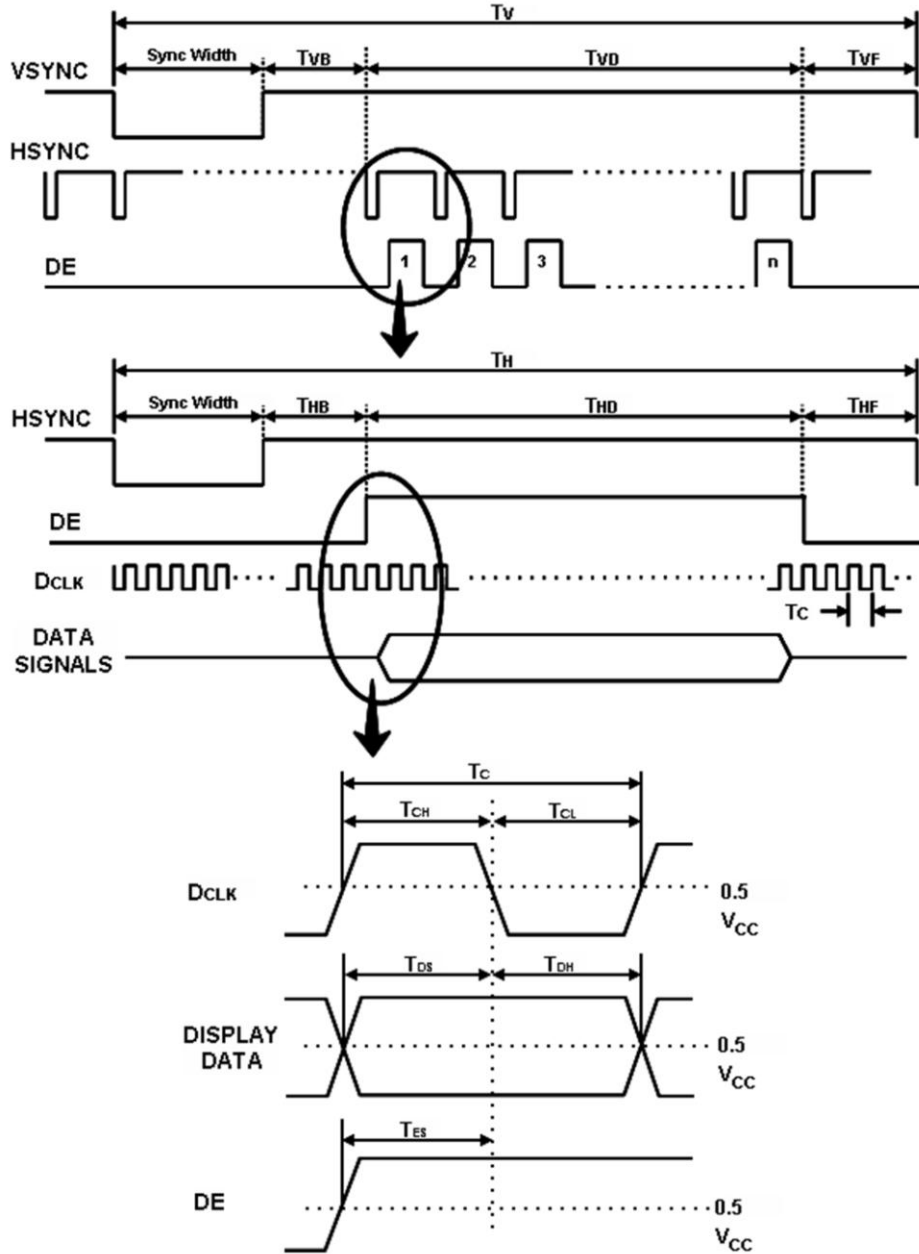 Tv
Sync Width TVB TVD TVF
VSYNC
HSYNC
DE 1 2 3 n
TH
Sync Width THB THD THF
HSYNC
DE
DCLK
TC
DATA
SIGNALS
TC
TCH TCL
DCLK 0.5
VCC
TDS TDH
DISPLAY
DATA
0.5
VCC
TES
DE 0.5
VCC